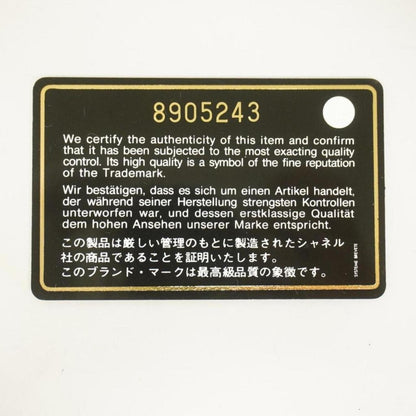 8905243
We certify the authenticity of this item and confirm
that it has been subjected to the most exacting quality
control. Its high quality is a symbol of the fine reputation
of the Trademark.
Wir bestätigen, dass es sich um einen Artikel handelt,
der während seiner Herstellung strengsten Kontrollen
unterworfen war, und dessen erstklassige Qualität
dem hohen Ansehen unserer Marke entspricht.
この製品は厳しい管理のもとに製造されたシャネル
社の商品であることを証明いたします。
このブランド・マークは最高級品質の象徴です。